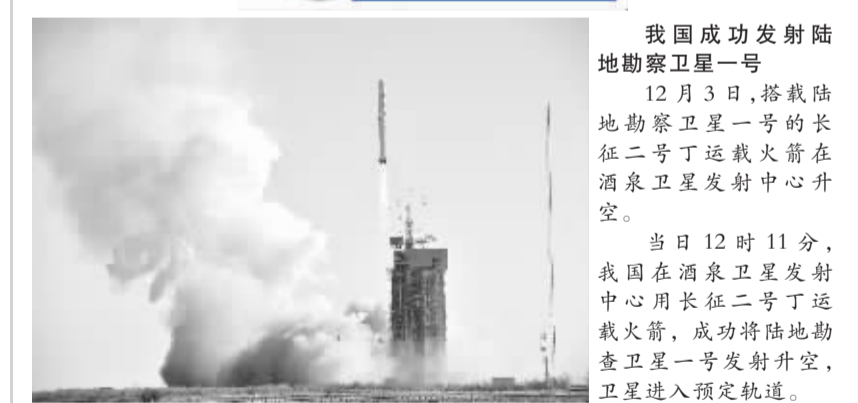 我国成功发射陆
地勘察卫星一号
12月3日,搭载陆
地勘察卫星一号的长
征二号丁运载火箭在
酒泉卫星发射中心升
空。
当日12时11分,
我国在酒泉卫星发射
中心用长征二号丁运
载火箭，成功将陆地勘
查卫星一号发射升空，
卫星进入预定轨道。